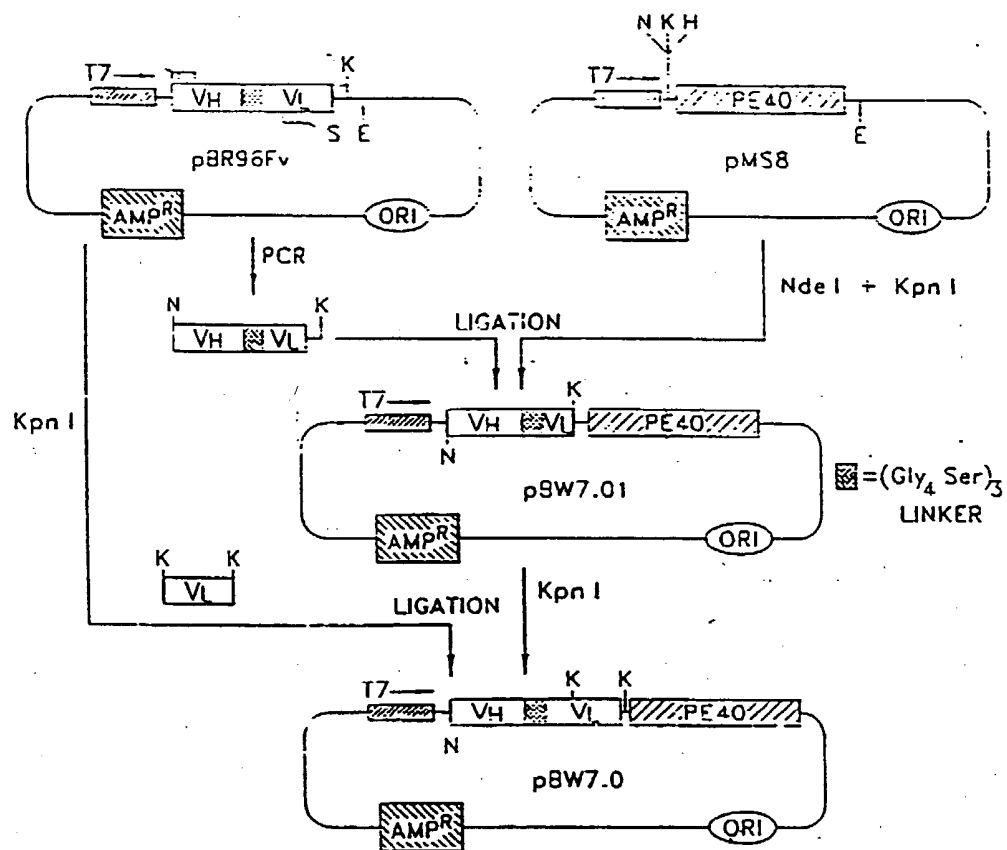 N K H
T7
K
VH
VL
S
E
pBR96Fv
AMPR
ORI
T7
PE40
E
pMS8
AMPR
ORI
PCR
Nde I + Kpn I
N
K
VH
VL
LIGATION
Kpn I
T7
K
VH
VL
PE40
N
pBW7.01
AMPR
ORI
=(Gly4 Ser)3
LINKER
K
K
VL
LIGATION
Kpn I
T7
K
K
VH
VL
PE40
N
pBW7.0
AMPR
ORI